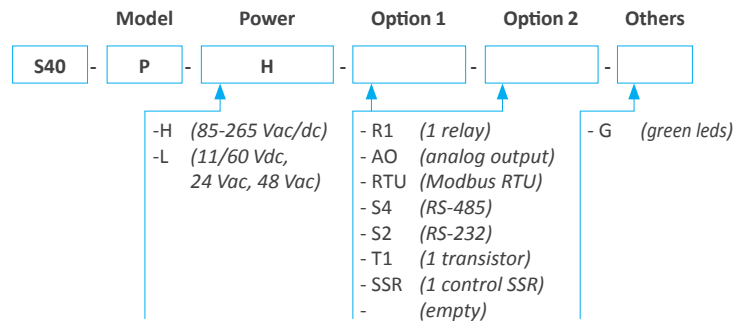 Model Power Option 1 Option 2 Others
S40 - P - H - - -
-H (85-265 Vac/dc) - R1 (1 relay) - G (green leds)
-L (11/60 Vdc, - AO (analog output)
24 Vac, 48 Vac) - RTU (Modbus RTU)
- S4 (RS-485)
- S2 (RS-232)
- T1 (1 transistor)
- SSR (1 control SSR)
- (empty)